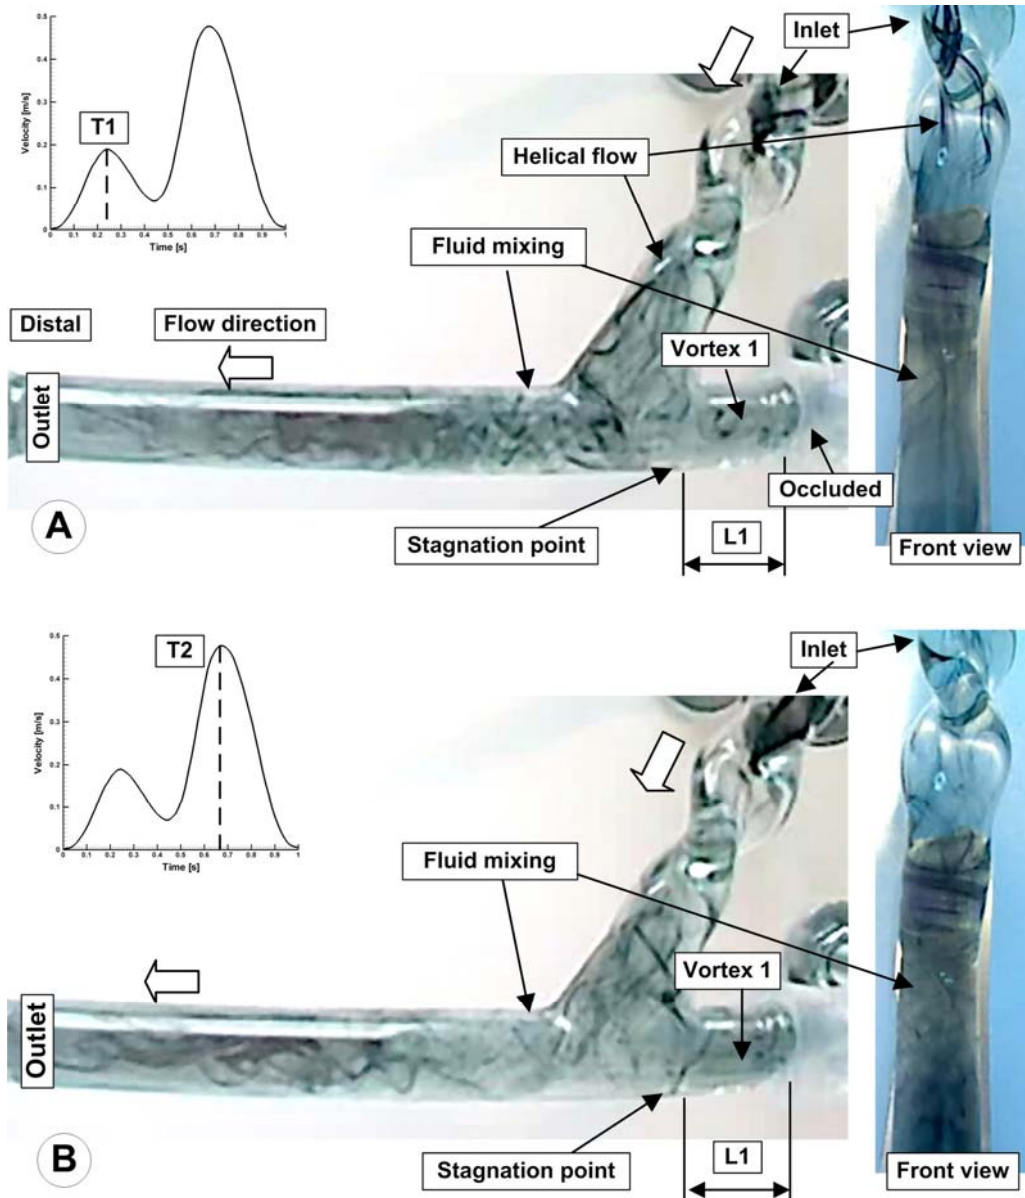 0.5
0.4
0.3
0.2
0.1
0
Velocity [m/s]
T1
0 0.1 0.2 0.3 0.4 0.5 0.6 0.7 0.8 0.9 1
Time [s]
Inlet
Helical flow
Fluid mixing
Distal
Flow direction
Vortex 1
Outlet
Occluded
A
Stagnation point
L1
Front view
0.5
0.4
0.3
0.2
0.1
0
Velocity [m/s]
T2
0 0.1 0.2 0.3 0.4 0.5 0.6 0.7 0.8 0.9 1
Time [s]
Inlet
Fluid mixing
Vortex 1
Outlet
B
Stagnation point
L1
Front view